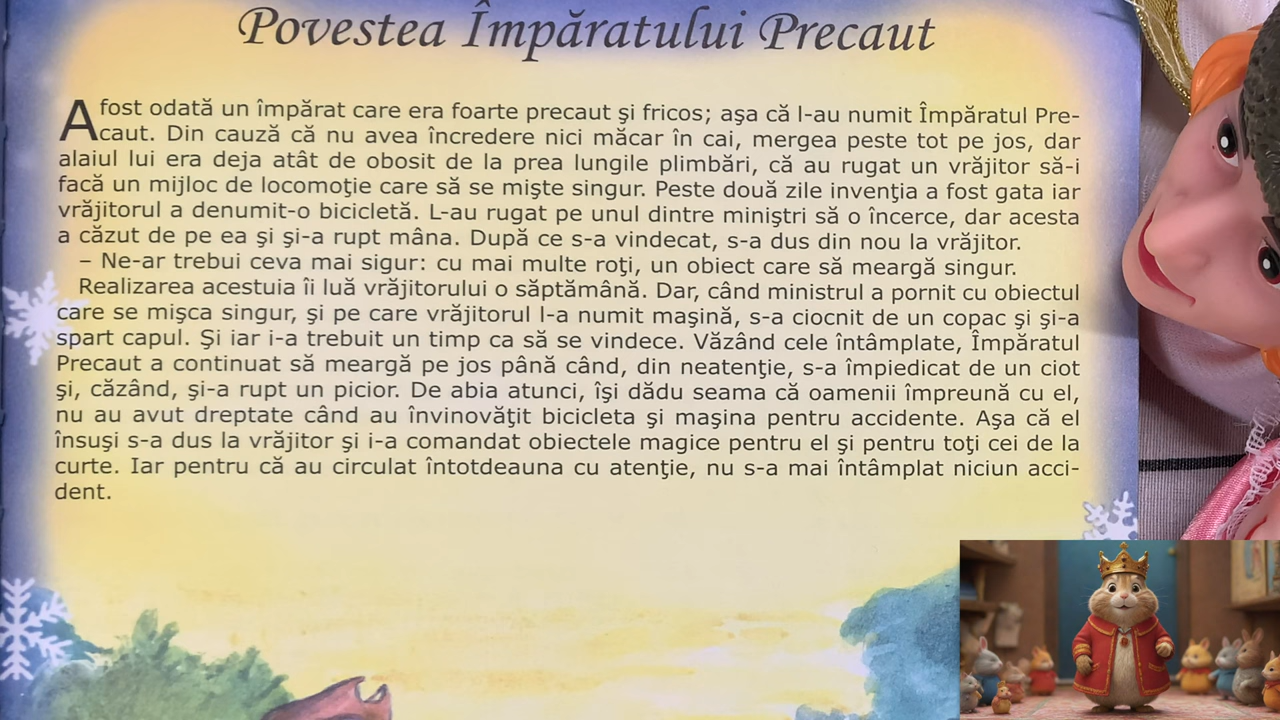 Povestea Împăratului Precaut
A fost odată un împărat care era foarte precaut şi fricos; aşa că l-au numit Împăratul Pre-
caut. Din cauză că nu avea încredere nici măcar în cai, mergea peste tot pe jos, dar
alaiul lui era deja atât de obosit de la prea lungile plimbări, că au rugat un vrăjitor să-i
facă un mijloc de locomoţie care să se mişte singur. Peste două zile invenţia a fost gata iar
vrăjitorul a denumit-o bicicletă. L-au rugat pe unul dintre miniştri să o încerce, dar acesta
a căzut de pe ea şi şi-a rupt mâna. După ce s-a vindecat, s-a dus din nou la vrăjitor.
– Ne-ar trebui ceva mai sigur: cu mai multe roţi, un obiect care să meargă singur.
Realizarea acestuia îi luă vrăjitorului o săptămână. Dar, când ministrul a pornit cu obiectul
care se mişca singur, şi pe care vrăjitorul l-a numit maşină, s-a ciocnit de un copac şi şi-a
spart capul. Şi iar i-a trebuit un timp ca să se vindece. Văzând cele întâmplate, Împăratul
Precaut a continuat să meargă pe jos până când, din neatenţie, s-a împiedicat de un ciot
şi, căzând, şi-a rupt un picior. De abia atunci, îşi dădu seama că oamenii împreună cu el,
nu au avut dreptate când au învinovăţit bicicleta şi maşina pentru accidente. Aşa că el
însuşi s-a dus la vrăjitor şi i-a comandat obiectele magice pentru el şi pentru toţi cei de la
curte. Iar pentru că au circulat întotdeauna cu atenţie, nu s-a mai întâmplat niciun acci-
dent.